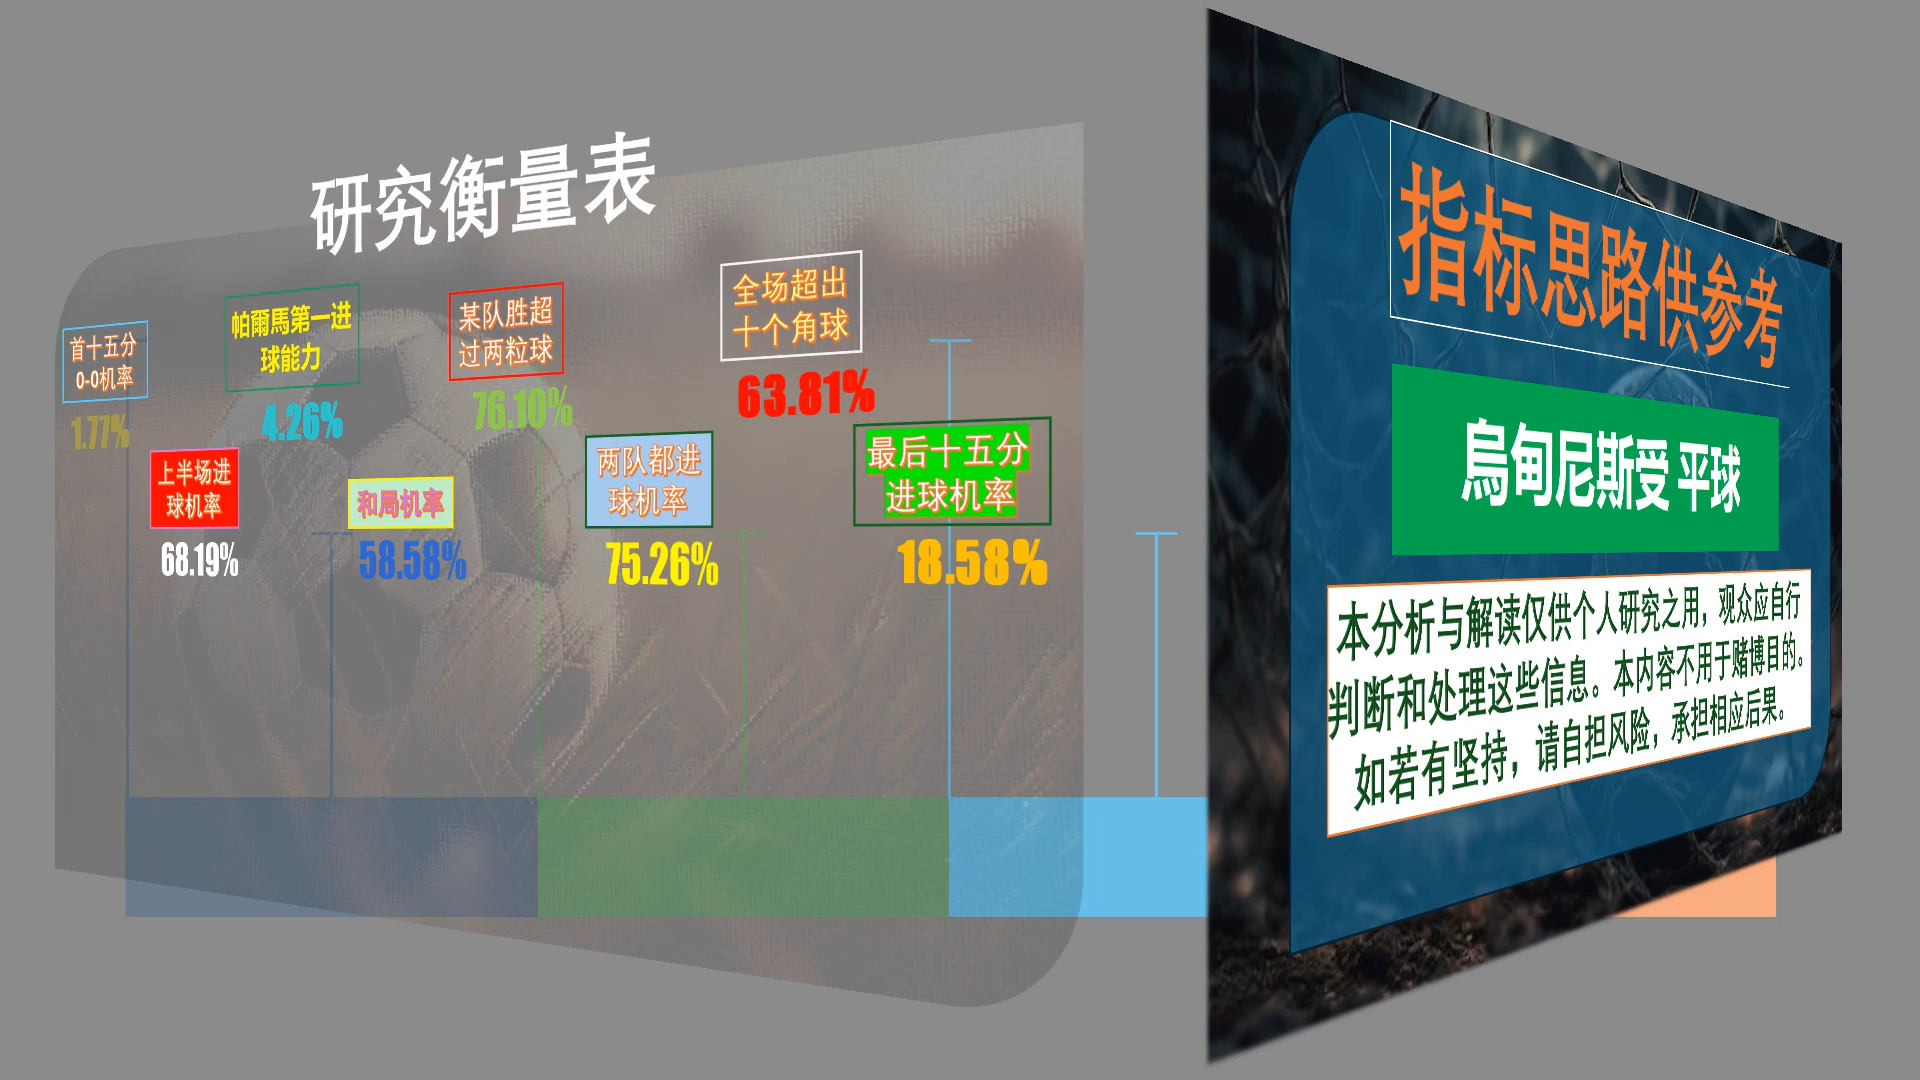 研究衡量表
首十五分
0-0机率
1.77%
上半场进
球机率
68.19%
帕爾馬第一进
球能力
4.26%
和局机率
58.58%
某队胜超
过两粒球
76.10%
两队都进
球机率
75.26%
全场超出
十个角球
63.81%
最后十五分
进球机率
18.58%
指标思路供参考
烏甸尼斯受 平球
本分析与解读仅供个人研究之用，观众应自行
判断和处理这些信息。本内容不用于赌博目的。
如若有坚持，请自担风险，承担相应后果。